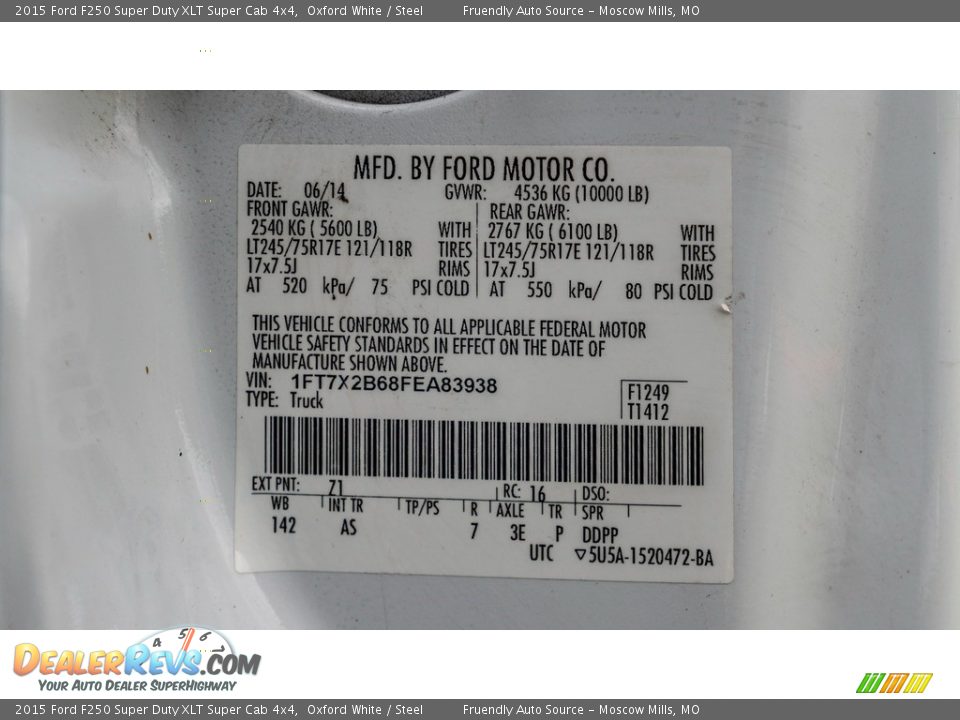 2015 Ford F250 Super Duty XLT Super Cab 4x4,  Oxford White / Steel          Fruendly Auto Source – Moscow Mills, MO
MFD. BY FORD MOTOR CO.
DATE: 06/14 GVWR: 4536 KG (10000 LB)
FRONT GAWR: REAR GAWR:
2540 KG ( 5600 LB) WITH 2767 KG ( 6100 LB) WITH
LT245/75R17E 121/118R TIRES LT245/75R17E 121/118R TIRES
17x7.5J RIMS 17x7.5J RIMS
AT 520 kPa/ 75 PSI COLD AT 550 kPa/ 80 PSI COLD
THIS VEHICLE CONFORMS TO ALL APPLICABLE FEDERAL MOTOR
VEHICLE SAFETY STANDARDS IN EFFECT ON THE DATE OF
MANUFACTURE SHOWN ABOVE.
VIN: 1FT7X2B68FEA83938
TYPE: Truck
F1249
T1412
EXT PNT: Z1 RC: 16 DSO:
WB INT TR TP/PS R AXLE TR SPR
142 AS 7 3E P DDPP
UTC ▽5U5A-1520472-BA
4 5 6 7
DealerRevs.com
Your Auto Dealer SuperHighway
2015 Ford F250 Super Duty XLT Super Cab 4x4,  Oxford White / Steel          Fruendly Auto Source – Moscow Mills, MO